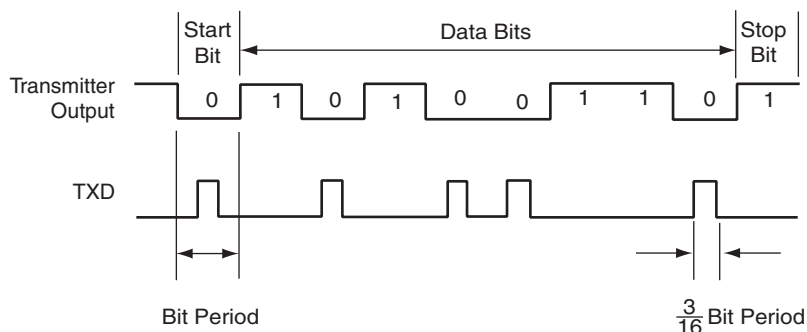 Start
Bit
Data Bits
Stop
Bit
Transmitter
Output
0 1 0 1 0 0 1 1 0 1
TXD
Bit Period
3/16 Bit Period